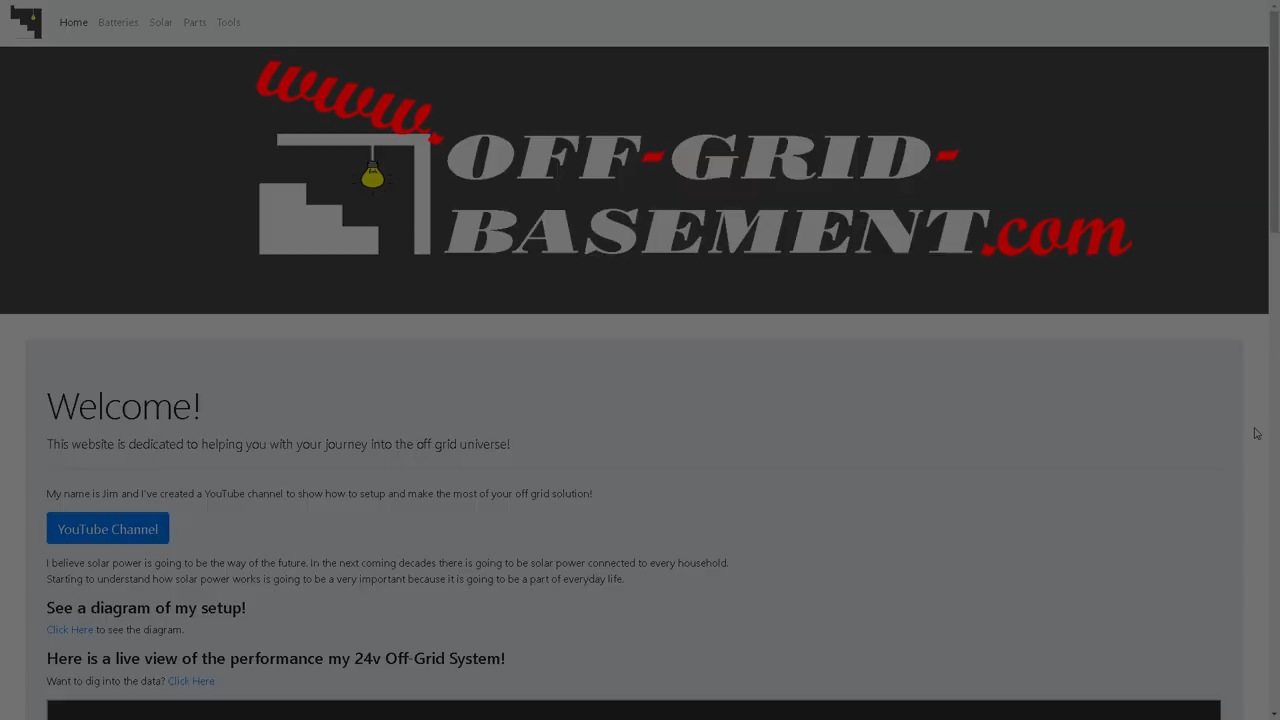 Home Batteries Solar Parts Tools
www.
OFF-GRID-
BASEMENT.com
Welcome!
This website is dedicated to helping you with your journey into the off grid universe!
My name is Jim and I've created a YouTube channel to show how to setup and make the most of your off grid solution!
YouTube Channel
I believe solar power is going to be the way of the future. In the next coming decades there is going to be solar power connected to every household.
Starting to understand how solar power works is going to be a very important because it is going to be a part of everyday life.
See a diagram of my setup!
Click Here to see the diagram.
Here is a live view of the performance my 24v Off-Grid System!
Want to dig into the data? Click Here